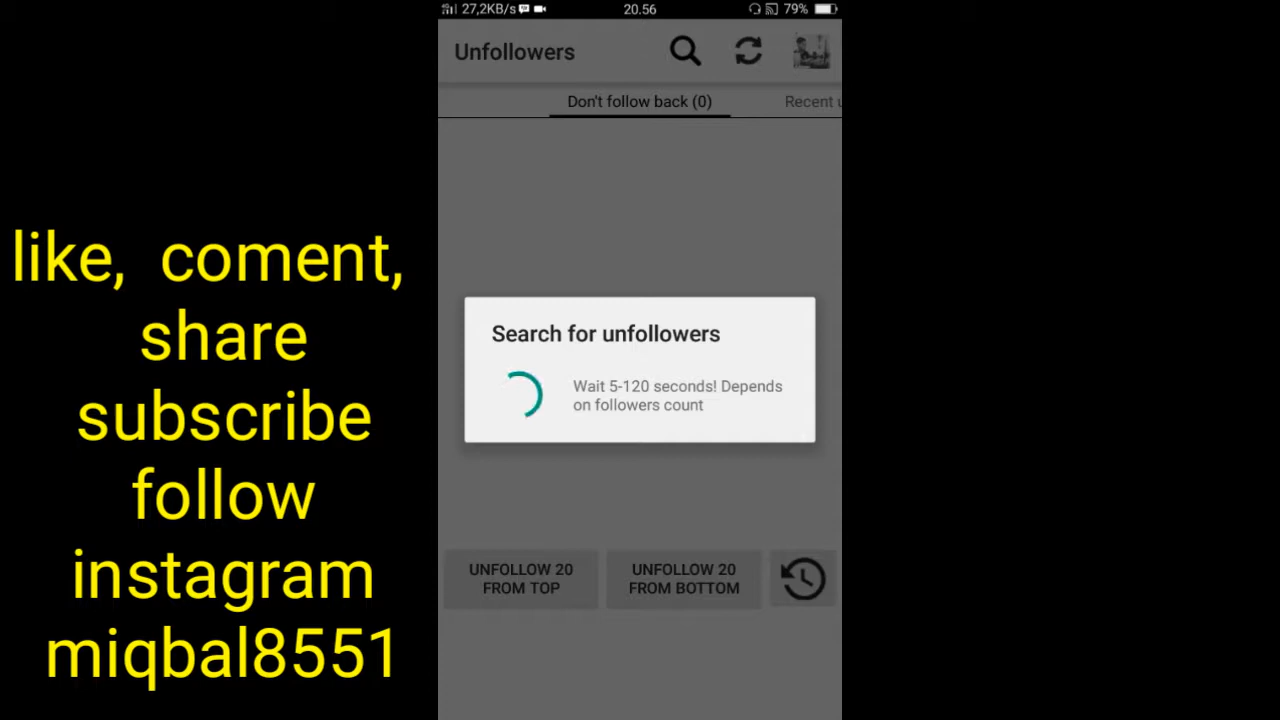 27,2KB/s 20.56 79%
Unfollowers
Don't follow back (0) Recent u
like, coment,
share
subscribe
follow
instagram
miqbal8551
Search for unfollowers
Wait 5-120 seconds! Depends
on followers count
UNFOLLOW 20
FROM TOP
UNFOLLOW 20
FROM BOTTOM